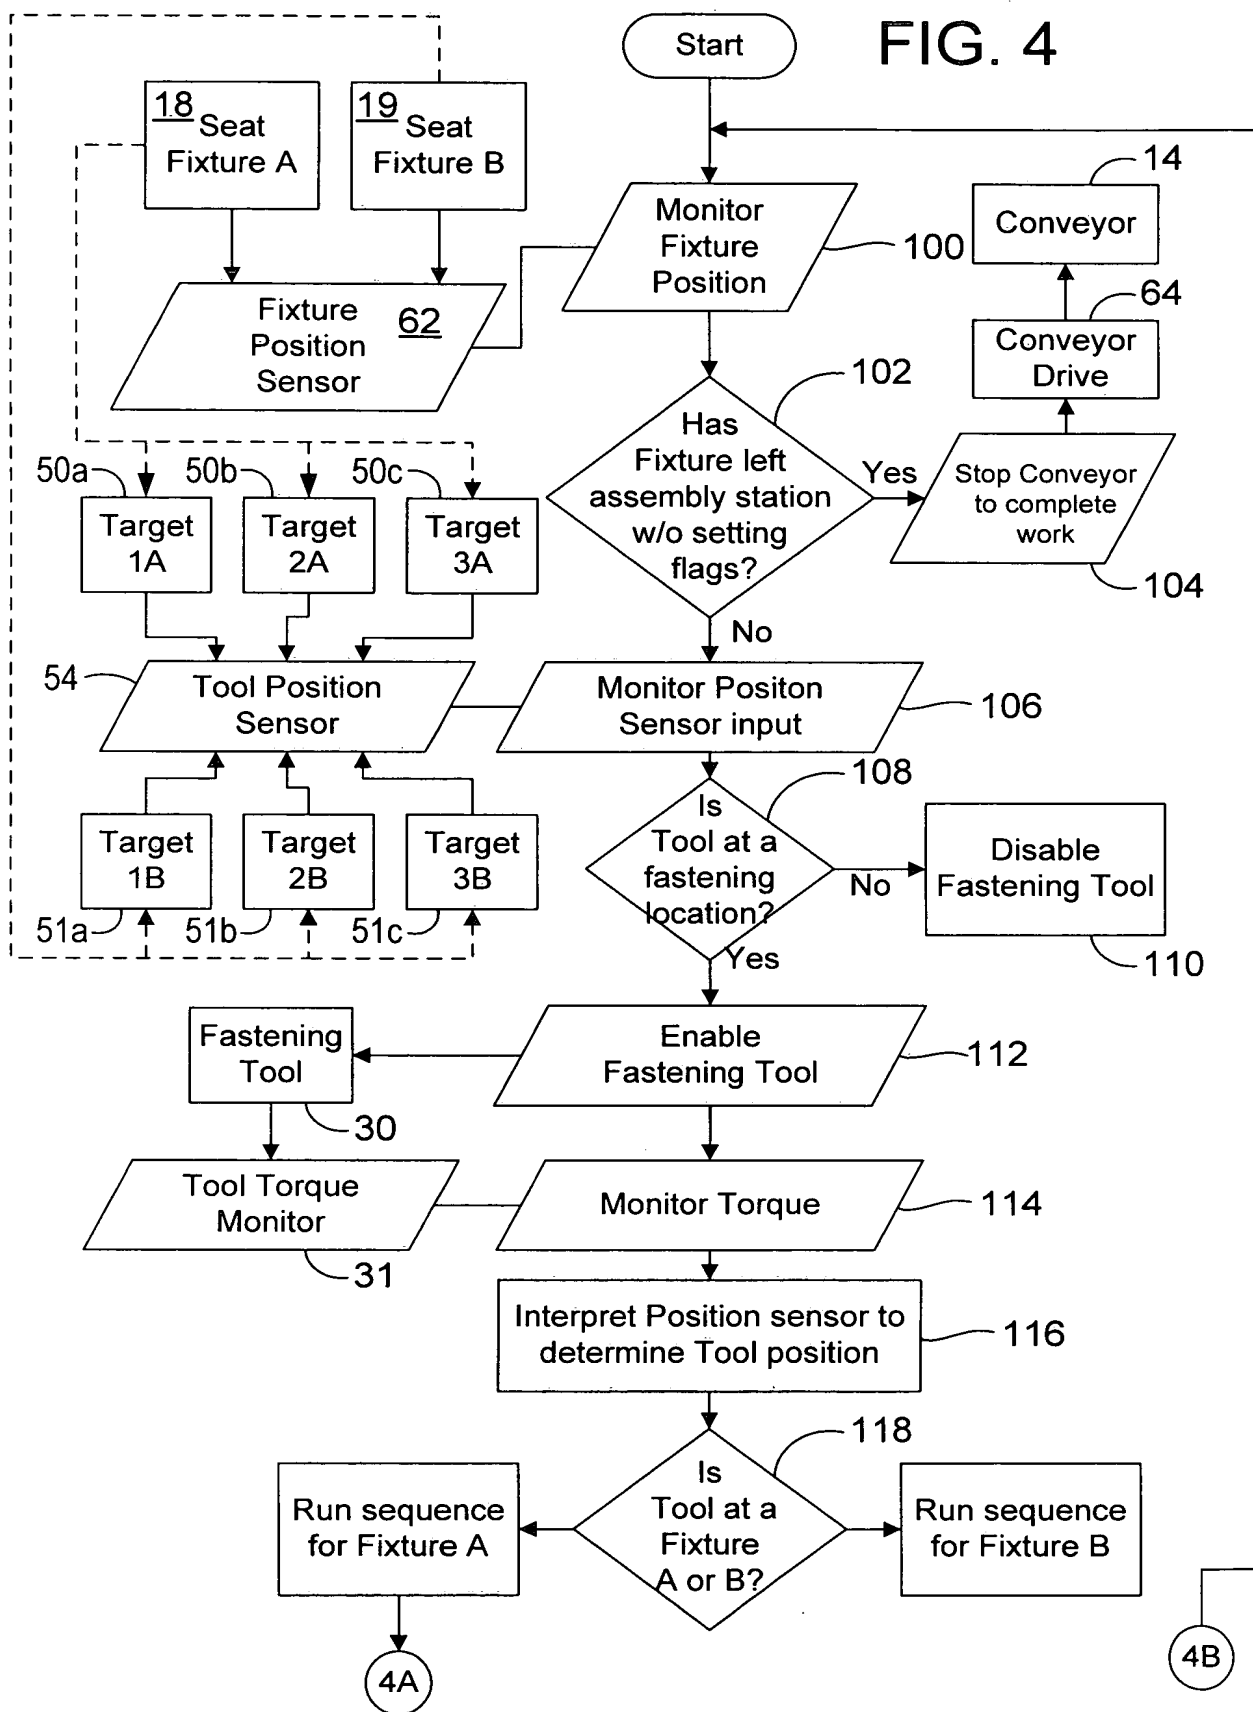 FIG. 4
Start
18
Seat
Fixture A
19
Seat
Fixture B
Monitor
Fixture
Position
100
14
Conveyor
64
Conveyor
Drive
Fixture
Position
Sensor
62
102
Has
Fixture left
assembly station
w/o setting
flags?
Yes
Stop Conveyor
to complete
work
104
No
50a
50b
50c
Target
1A
Target
2A
Target
3A
54
Tool Position
Sensor
Monitor Positon
Sensor input
106
108
Is
Tool at a
fastening
location?
No
Disable
Fastening Tool
110
Yes
Target
1B
Target
2B
Target
3B
51a
51b
51c
Fastening
Tool
30
Enable
Fastening Tool
112
Tool Torque
Monitor
31
Monitor Torque
114
Interpret Position sensor to
determine Tool position
116
118
Is
Tool at a
Fixture
A or B?
Run sequence
for Fixture A
Run sequence
for Fixture B
4A
4B